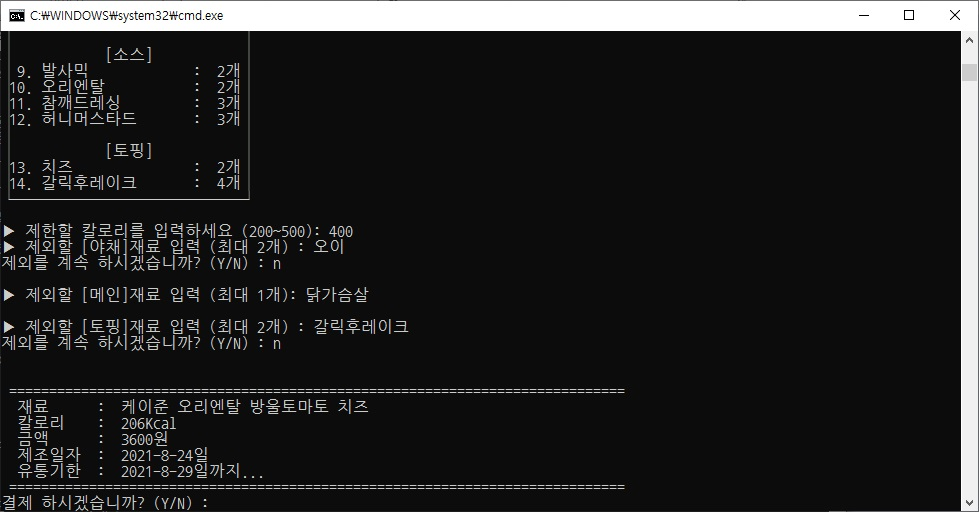 C:₩WINDOWS₩system32₩cmd.exe
[소스]
9. 발사믹 : 2개
10. 오리엔탈 : 2개
11. 참깨드레싱 : 3개
12. 허니머스타드 : 3개
[토핑]
13. 치즈 : 2개
14. 갈릭후레이크 : 4개
▶ 제한할 칼로리를 입력하세요 (200~500): 400
▶ 제외할 [야채]재료 입력 (최대 2개) : 오이
제외를 계속 하시겠습니까? (Y/N) : n
▶ 제외할 [메인]재료 입력 (최대 1개): 닭가슴살
▶ 제외할 [토핑]재료 입력 (최대 2개) : 갈릭후레이크
제외를 계속 하시겠습니까? (Y/N) : n
=============================================================================
재료 : 케이준 오리엔탈 방울토마토 치즈
칼로리 : 206Kcal
금액 : 3600원
제조일자 : 2021-8-24일
유통기한 : 2021-8-29일까지...
=============================================================================
결제 하시겠습니까? (Y/N) :